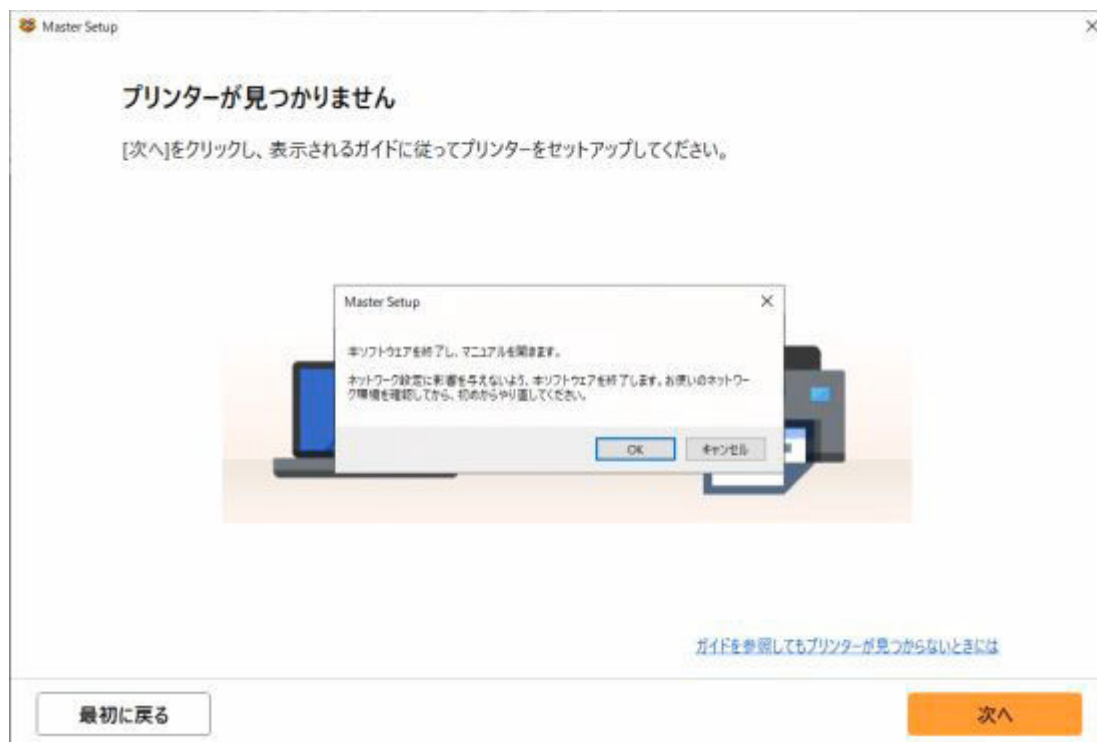 Master Setup
プリンターが見つかりません
[次へ]をクリックし、表示されるガイドに従ってプリンターをセットアップしてください。
Master Setup
本ソフトウエアを終了し、マニュアルを開きます。
ネットワーク設定に影響を与えないよう、本ソフトウエアを終了します。お使いのネットワー
ク環境を確認してから、初めからやり直してください。
OK
キャンセル
ガイドを参照してもプリンターが見つからないときには
最初に戻る
次へ